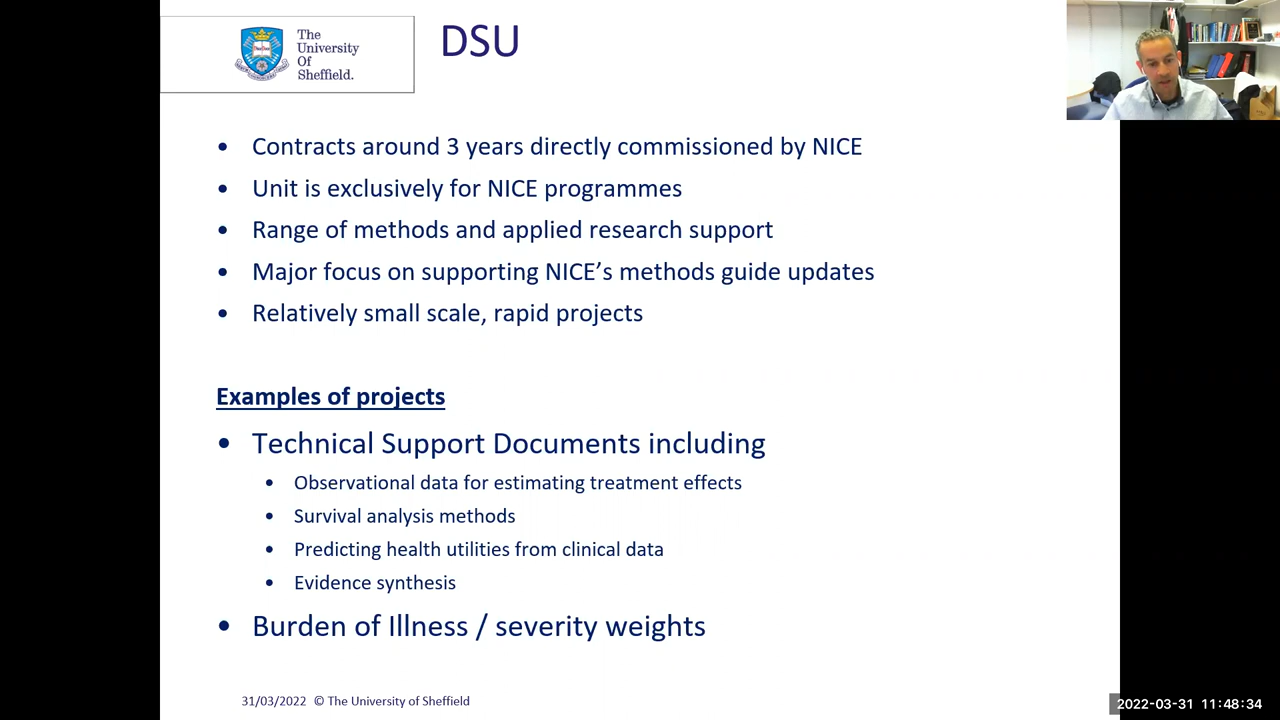 The
University
Of
Sheffield.
DSU
• Contracts around 3 years directly commissioned by NICE
• Unit is exclusively for NICE programmes
• Range of methods and applied research support
• Major focus on supporting NICE’s methods guide updates
• Relatively small scale, rapid projects
Examples of projects
• Technical Support Documents including
• Observational data for estimating treatment effects
• Survival analysis methods
• Predicting health utilities from clinical data
• Evidence synthesis
• Burden of Illness / severity weights
31/03/2022 © The University of Sheffield
2022-03-31 11:48:34